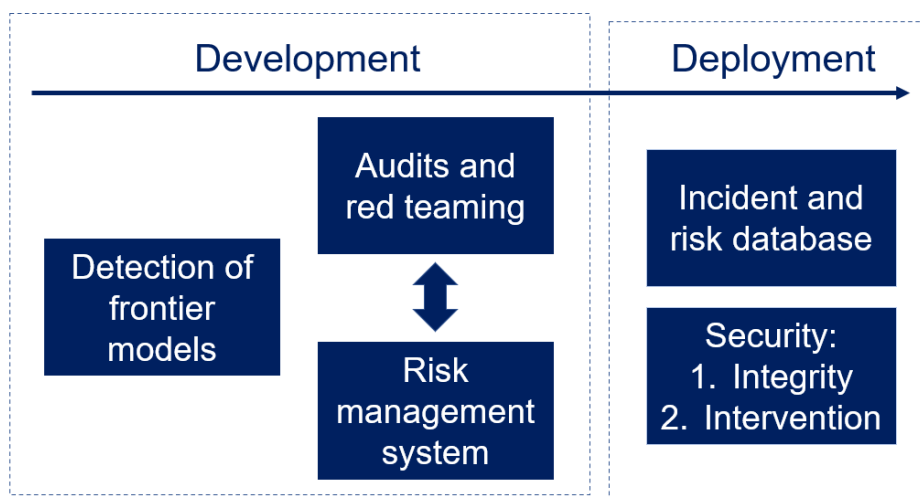 Development
Deployment
Audits and
red teaming
Detection of
frontier
models
Risk
management
system
Incident and
risk database
Security:
1. Integrity
2. Intervention